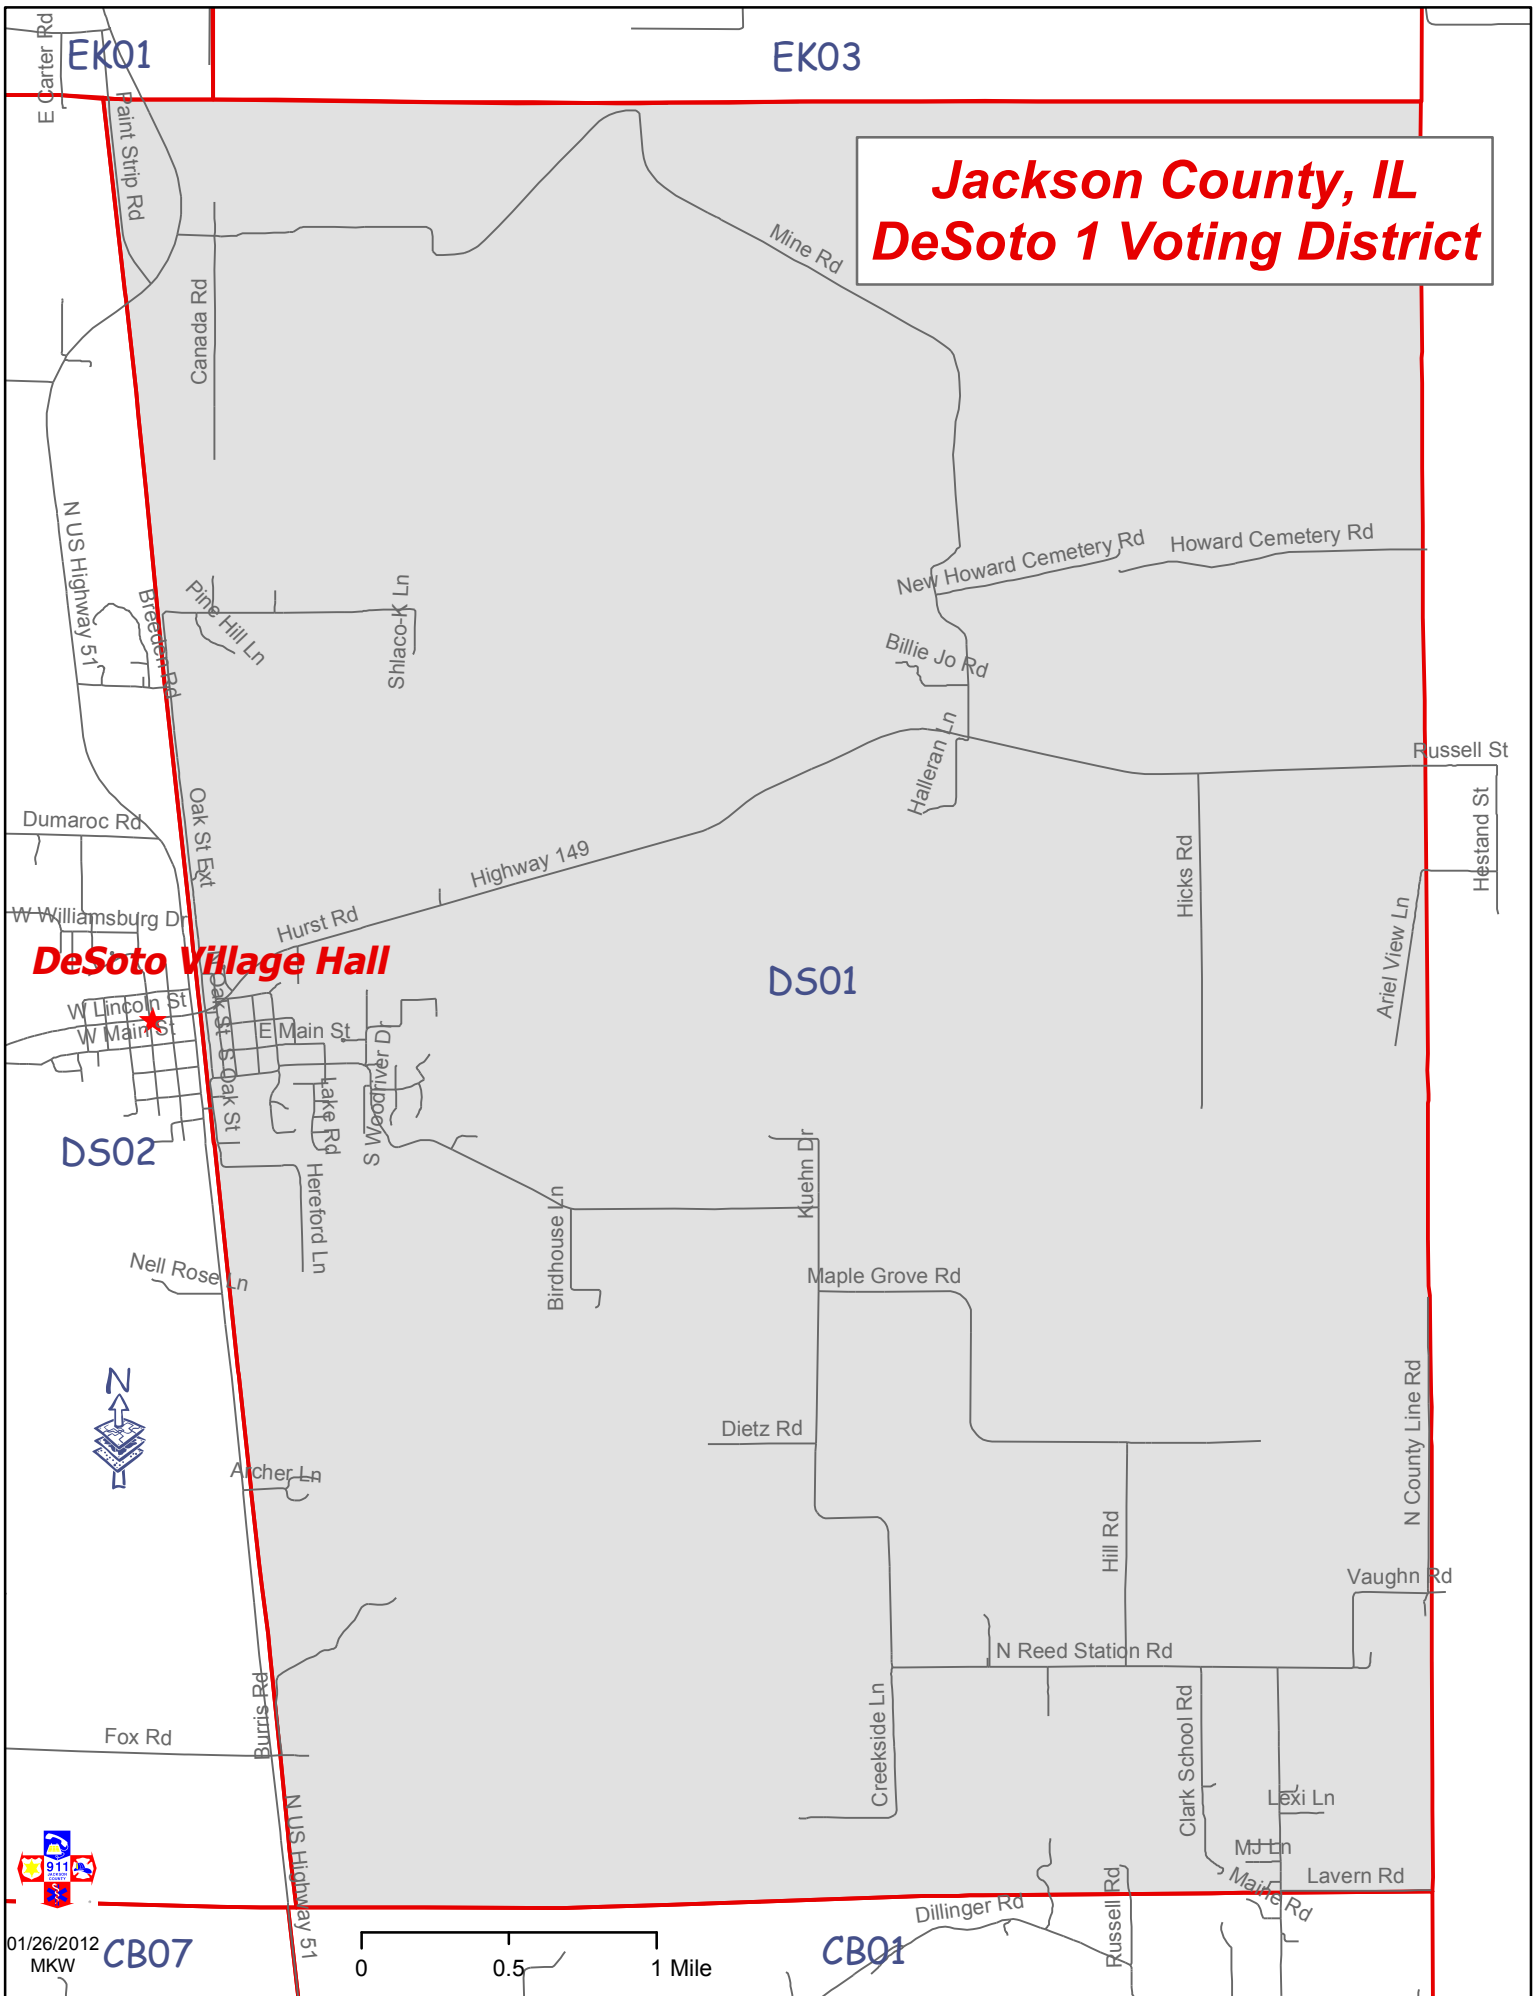 EK01
EK03
E Carter Rd
Paint Strip Rd
Jackson County, IL
DeSoto 1 Voting District
Mine Rd
Canada Rd
N US Highway 51
New Howard Cemetery Rd
Howard Cemetery Rd
Breeden Rd
Pine Hill Ln
Shlaco-K Ln
Billie Jo Rd
Halleran Ln
Russell St
Hestand St
Dumaroc Rd
Oak St Ext
Highway 149
Hicks Rd
Hurst Rd
W Williamsburg Dr
Ariel View Ln
DeSoto Village Hall
DS01
N Oak St
W Lincoln St
W Main St
E Main St
S Oak St
Lake Rd
S Woodriver Dr
DS02
Kuehn Dr
Hereford Ln
Birdhouse Ln
Nell Rose Ln
Maple Grove Rd
N
N County Line Rd
Dietz Rd
Archer Ln
Hill Rd
Vaughn Rd
N Reed Station Rd
Burris Rd
Fox Rd
Creekside Ln
Clark School Rd
Lexi Ln
N US Highway 51
MJ Ln
911
JACKSON
COUNTY
Lavern Rd
Maine Rd
Dillinger Rd
Russell Rd
01/26/2012
MKW
CB07
CB01
0
0.5
1 Mile